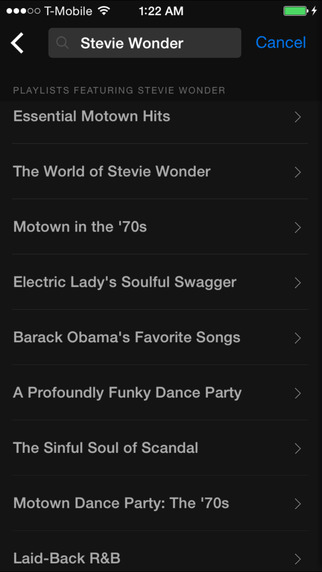 T-Mobile 1:22 AM
Stevie Wonder Cancel
PLAYLISTS FEATURING STEVIE WONDER
Essential Motown Hits
The World of Stevie Wonder
Motown in the '70s
Electric Lady's Soulful Swagger
Barack Obama's Favorite Songs
A Profoundly Funky Dance Party
The Sinful Soul of Scandal
Motown Dance Party: The '70s
Laid-Back R&B